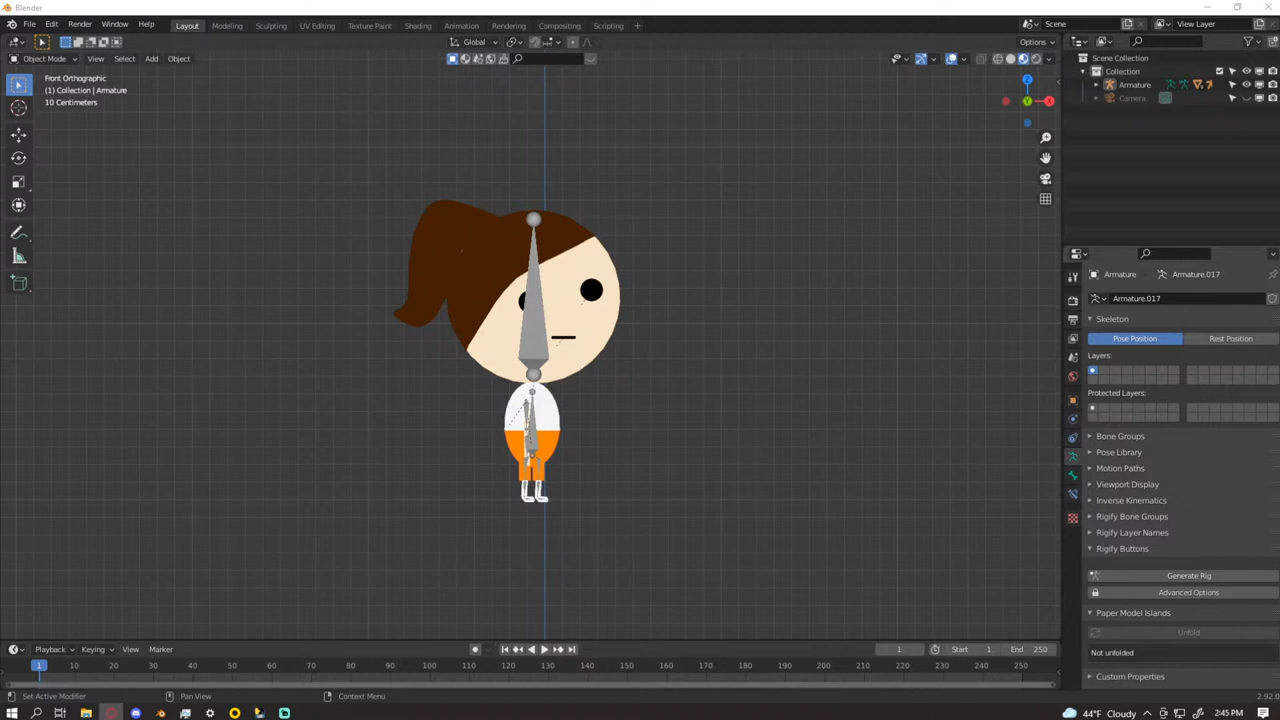 Blender
File Edit Render Window Help Layout Modeling Sculpting UV Editing Texture Paint Shading Animation Rendering Compositing Scripting + Scene View Layer
Global Options
Object Mode View Select Add Object
Front Orthographic
(1) Collection | Armature
10 Centimeters
Z
Y
X
Scene Collection
Collection
Armature
Camera
Armature Armature.017
Armature.017
Skeleton
Pose Position Rest Position
Layers:
Protected Layers:
Bone Groups
Pose Library
Motion Paths
Viewport Display
Inverse Kinematics
Rigify Bone Groups
Rigify Layer Names
Rigify Buttons
Generate Rig
Advanced Options
Paper Model Islands
Unfold
Not unfolded
Custom Properties
Playback Keying View Marker 1 Start 1 End 250
1 10 20 30 40 50 60 70 80 90 100 110 120 130 140 150 160 170 180 190 200 210 220 230 240 250
Set Active Modifier Pan View Context Menu 2.92.0
44°F Cloudy 2:45 PM